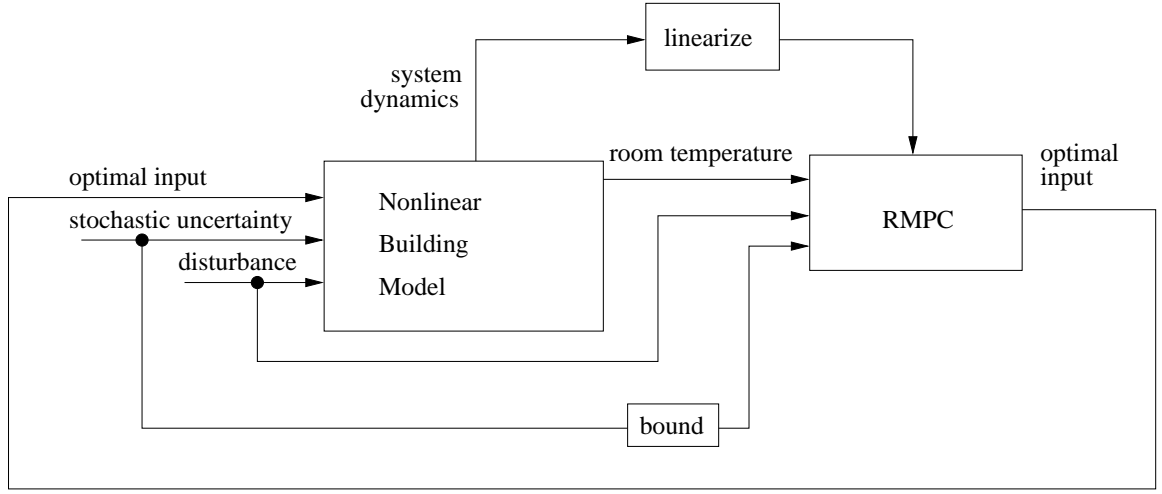 linearize
system
dynamics
room temperature
optimal
input
optimal input
Nonlinear
stochastic uncertainty
RMPC
Building
disturbance
Model
bound